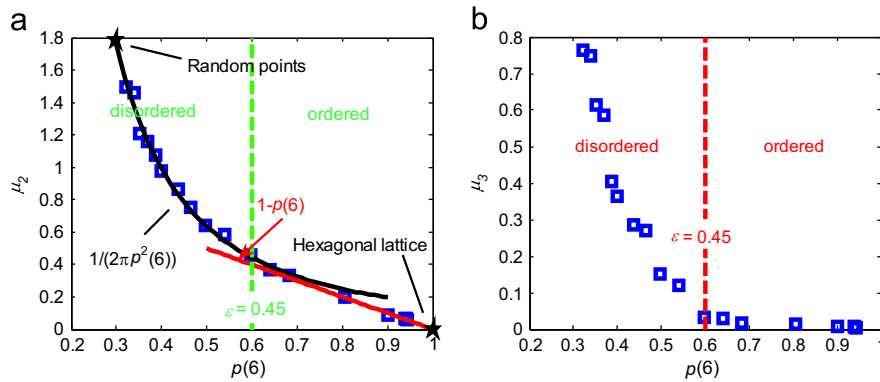 a
1.8
1.6
1.4
1.2
1
0.8
0.6
0.4
0.2
0
μ2
Random points
disordered
ordered
1-p(6)
Hexagonal lattice
1/(2πp²(6))
ε = 0.45
0.2 0.3 0.4 0.5 0.6 0.7 0.8 0.9 1
p(6)
b
0.8
0.7
0.6
0.5
0.4
0.3
0.2
0.1
0
μ3
disordered
ordered
ε = 0.45
0.2 0.3 0.4 0.5 0.6 0.7 0.8 0.9 1
p(6)